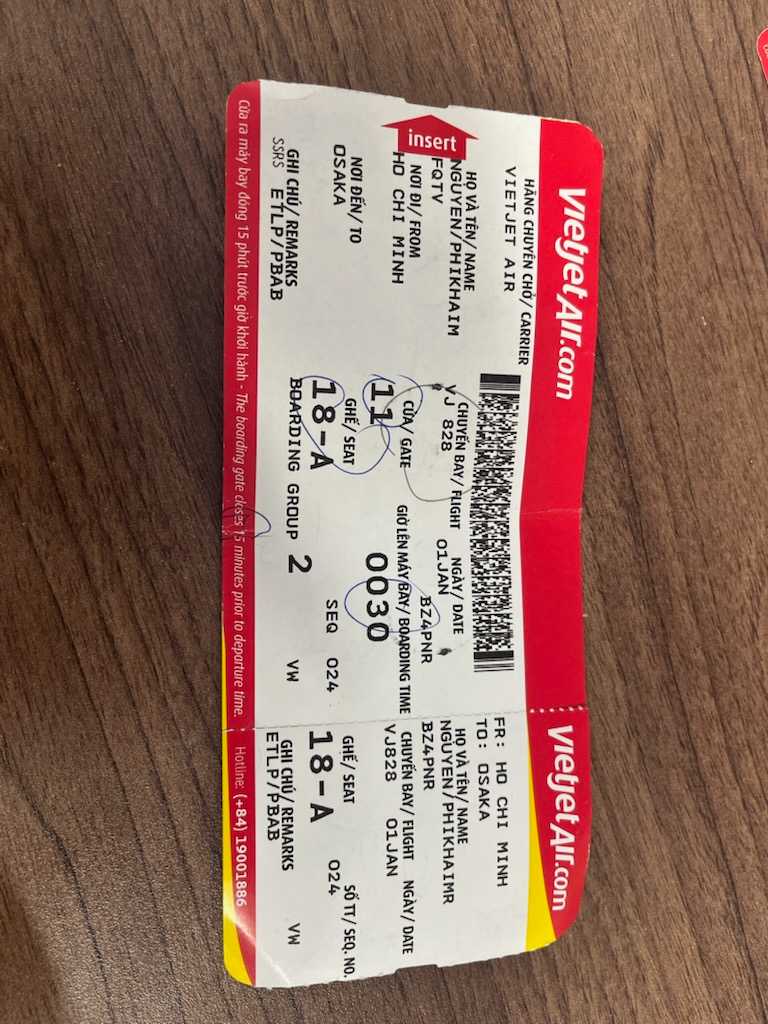 vietjetAir.com
HÃNG CHUYÊN CHỞ/ CARRIER
VIETJET AIR
insert
HỌ VÀ TÊN/ NAME
NGUYEN/PHIKHAIM
FQTV
NƠI ĐI/ FROM
HO CHI MINH
NƠI ĐẾN/ TO
OSAKA
GHI CHÚ/ REMARKS
SSRS ETLP/PBAB
CHUYẾN BAY/ FLIGHT NGÀY/ DATE
VJ 828 01JAN
BZ4PNR
CỬA/ GATE GIỜ LÊN MÁY BAY/ BOARDING TIME
11 0030
GHẾ/ SEAT
18-A SEQ 024
BOARDING GROUP 2 VW
Cửa ra máy bay đóng 15 phút trước giờ khởi hành - The boarding gate closes 15 minutes prior to departure time.
vietjetAir.com
FR: HO CHI MINH
TO: OSAKA
HỌ VÀ TÊN/ NAME
NGUYEN/PHIKHAIMR
BZ4PNR
CHUYẾN BAY/ FLIGHT NGÀY/ DATE
VJ828 01JAN
GHẾ/ SEAT SỐ TT/ SEQ. NO.
18-A 024
GHI CHÚ/ REMARKS
ETLP/PBAB VW
Hotline: (+84) 19001886